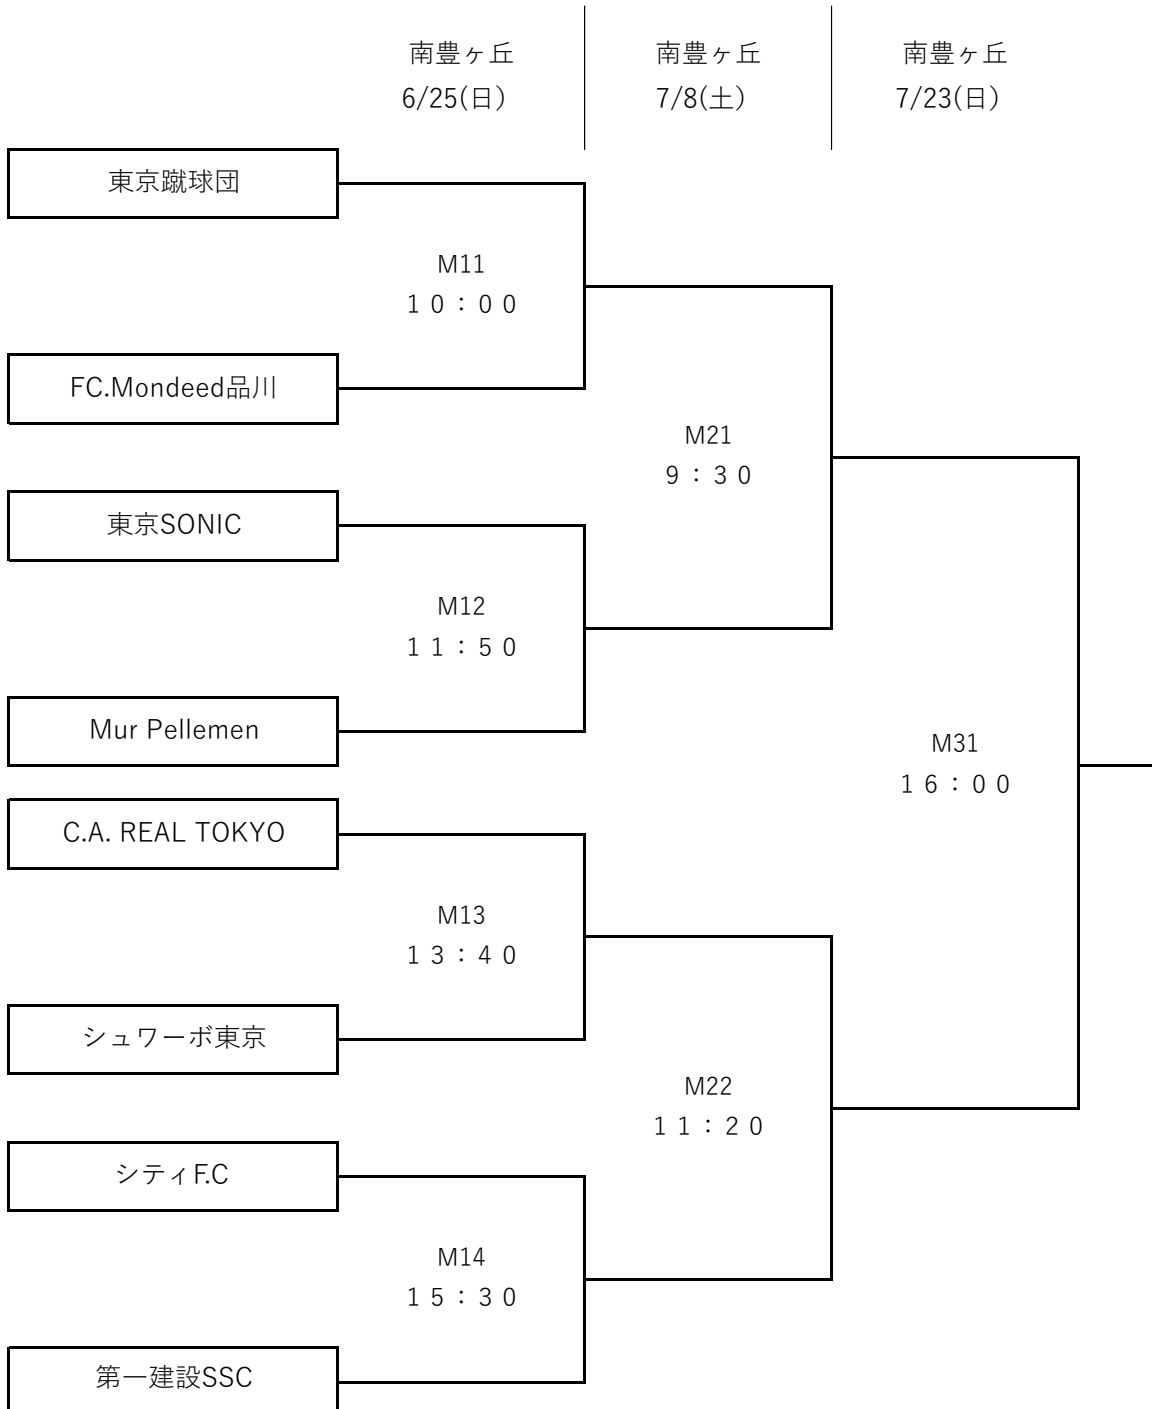 南豊ヶ丘
6/25(日)
南豊ヶ丘
7/8(土)
南豊ヶ丘
7/23(日)
東京蹴球団
M11
１０：００
FC.Mondeed品川
M21
９：３０
東京SONIC
M12
１１：５０
Mur Pellemen
M31
１６：００
C.A. REAL TOKYO
M13
１３：４０
シュワーボ東京
M22
１１：２０
シティF.C
M14
１５：３０
第一建設SSC